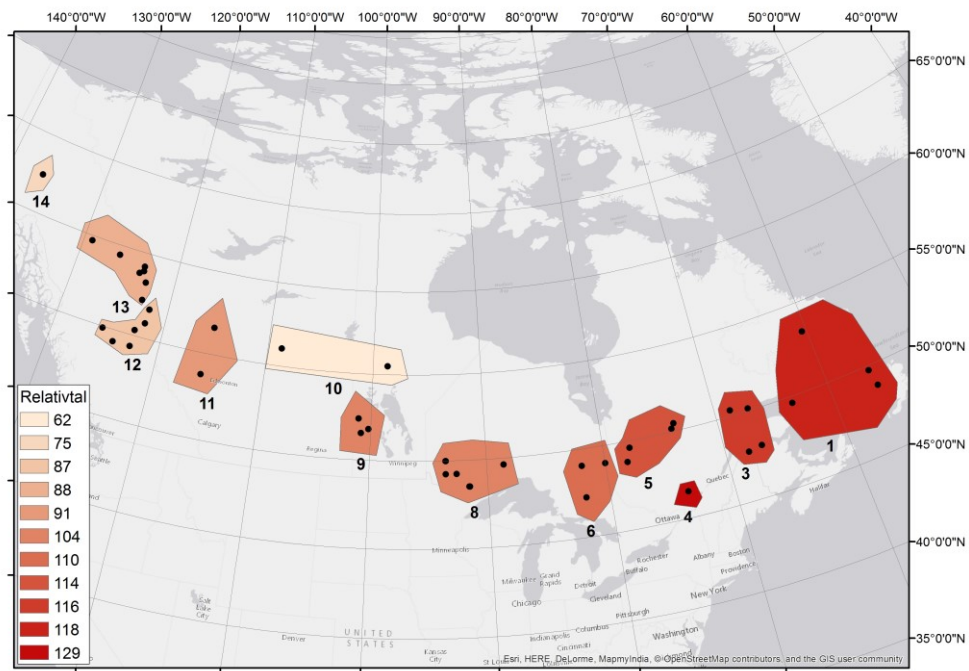 140°0'0"W 130°0'0"W 120°0'0"W 110°0'0"W 100°0'0"W 90°0'0"W 80°0'0"W 70°0'0"W 60°0'0"W 50°0'0"W 40°0'0"W
65°0'0"N
60°0'0"N
55°0'0"N
50°0'0"N
45°0'0"N
40°0'0"N
35°0'0"N
14
13
12
11
10
9
8
6
5
4
3
1
Relativtal
62
75
87
88
91
104
110
114
116
118
129
Calgary
Regina
Winnipeg
Quebec
Halifax
Ottawa
Minneapolis
Rochester
Albany
Boston
Buffalo
Providence
Milwaukee
Grand
Rapids
Detroit
Chicago
Cleveland
New York
Pittsburgh
Salt
Lake
City
Denver
UNITED
STATES
Columbus
Indianapolis
Washington
Cincinnati
Kansas
City
Esri, HERE, DeLorme, MapmyIndia, © OpenStreetMap contributors, and the GIS user community